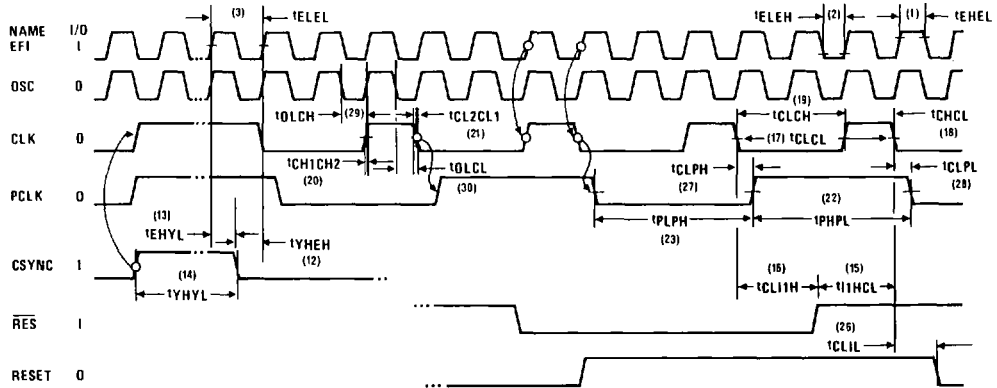 NAME I/O (3) tELEL tELEH (2) (1) tEHEL
EFI I
OSC O
tOLCH (29) tCL2CL1 (19) tCLCH tCHCL
CLK O (21) (17) tCLCL (18)
tCH1CH2 tOLCL tCLPH tCLPL
(20) (30) (27) (28)
PCLK O (22)
(13) tPLPH tPHPL
tEHYL (23)
tYHEH
(12)
CSYNC I (14) (16) (15)
tYHYL tCLI1H tI1HCL
RES I (26)
tCLIL
RESET O